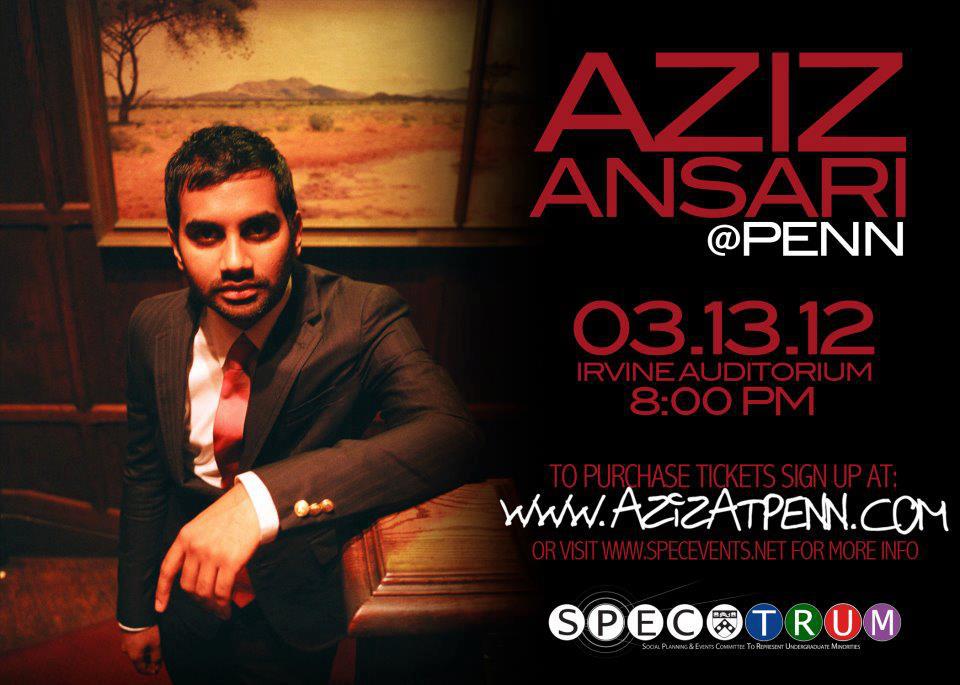 AZIZ
ANSARI
@PENN
03.13.12
IRVINE AUDITORIUM
8:00 PM
TO PURCHASE TICKETS SIGN UP AT:
WWW.AZIZATPENN.COM
OR VISIT WWW.SPECEVENTS.NET FOR MORE INFO
SPECTRUM
SOCIAL PLANNING & EVENTS COMMITTEE TO REPRESENT UNDERGRADUATE MINORITIES